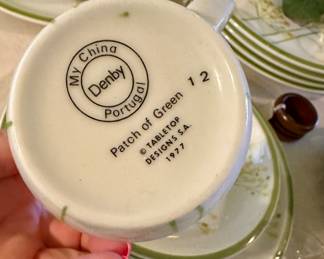 My China
Denby
Portugal
Patch of Green 12
© TABLETOP
DESIGNS S.A.
1977